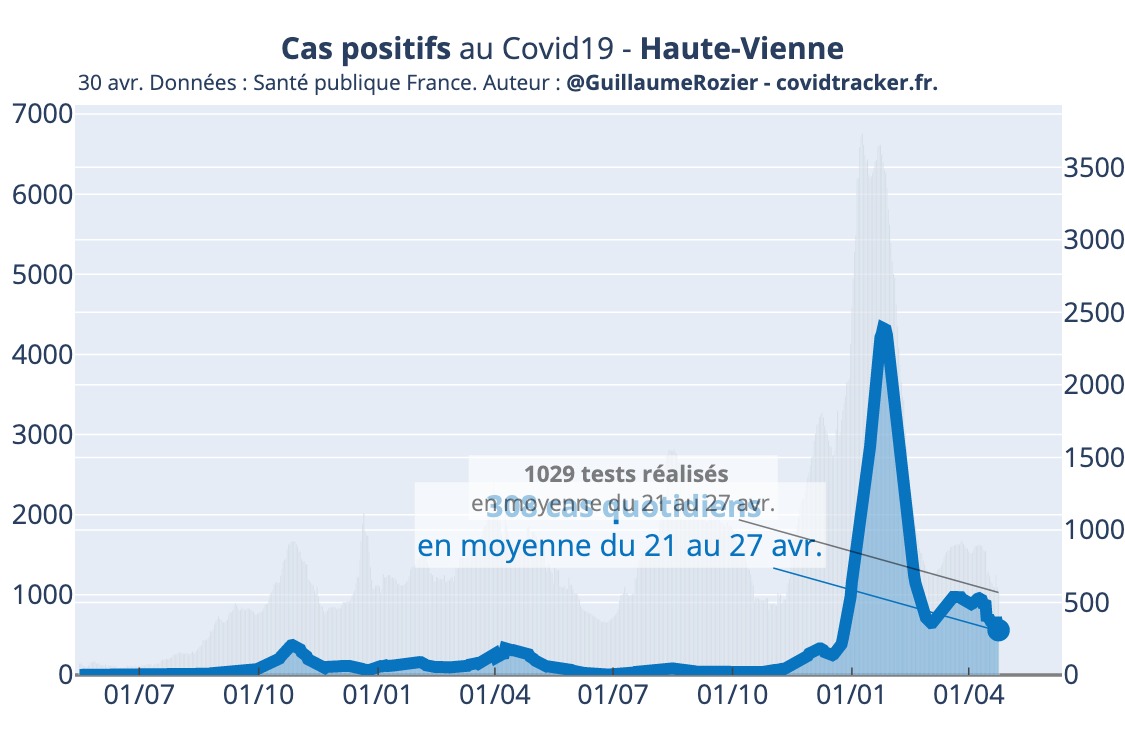 Cas positifs au Covid19 - Haute-Vienne
30 avr. Données : Santé publique France. Auteur : @GuillaumeRozier - covidtracker.fr.
7000
6000
5000
4000
3000
2000
1000
0
3500
3000
2500
2000
1500
1000
500
0
1029 tests réalisés
en moyenne du 21 au 27 avr.
308 cas quotidiens
en moyenne du 21 au 27 avr.
01/07 01/10 01/01 01/04 01/07 01/10 01/01 01/04